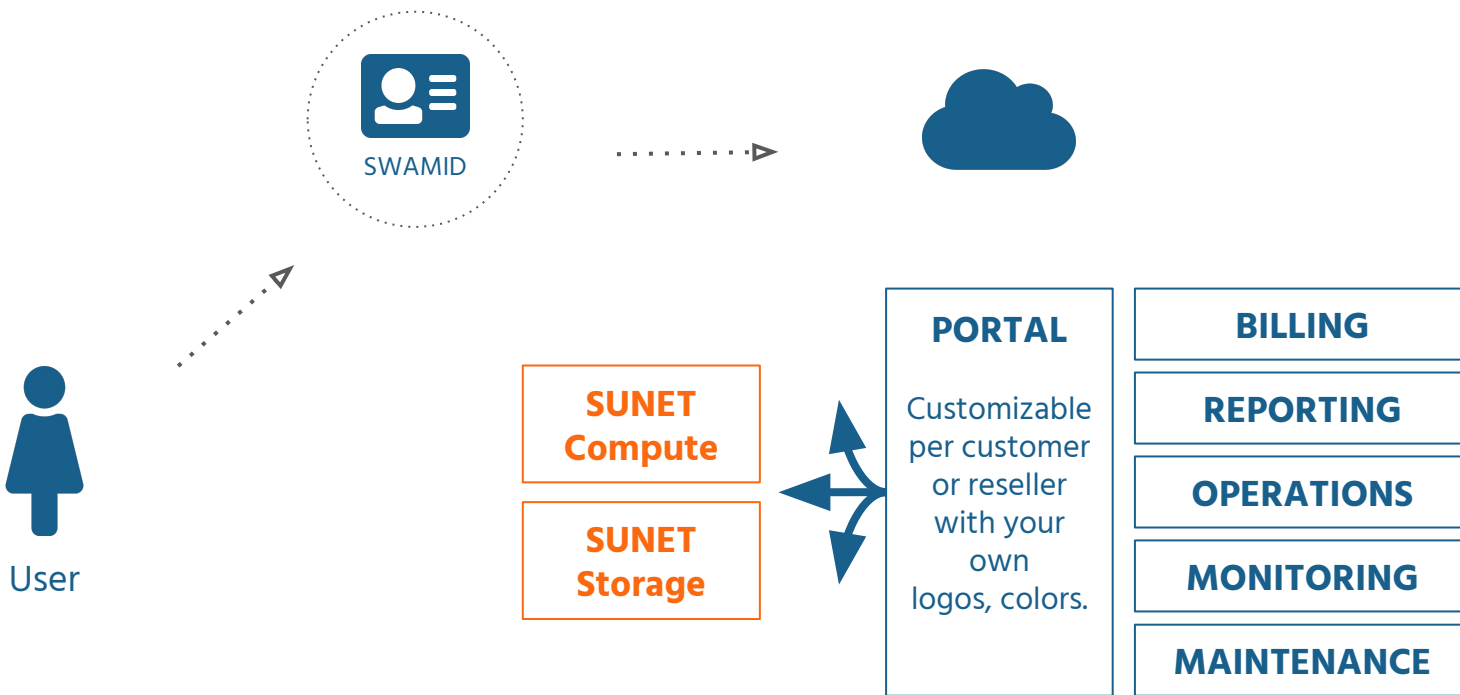 SWAMID
User
SUNET
Compute
SUNET
Storage
PORTAL
Customizable
per customer
or reseller
with your
own
logos, colors.
BILLING
REPORTING
OPERATIONS
MONITORING
MAINTENANCE